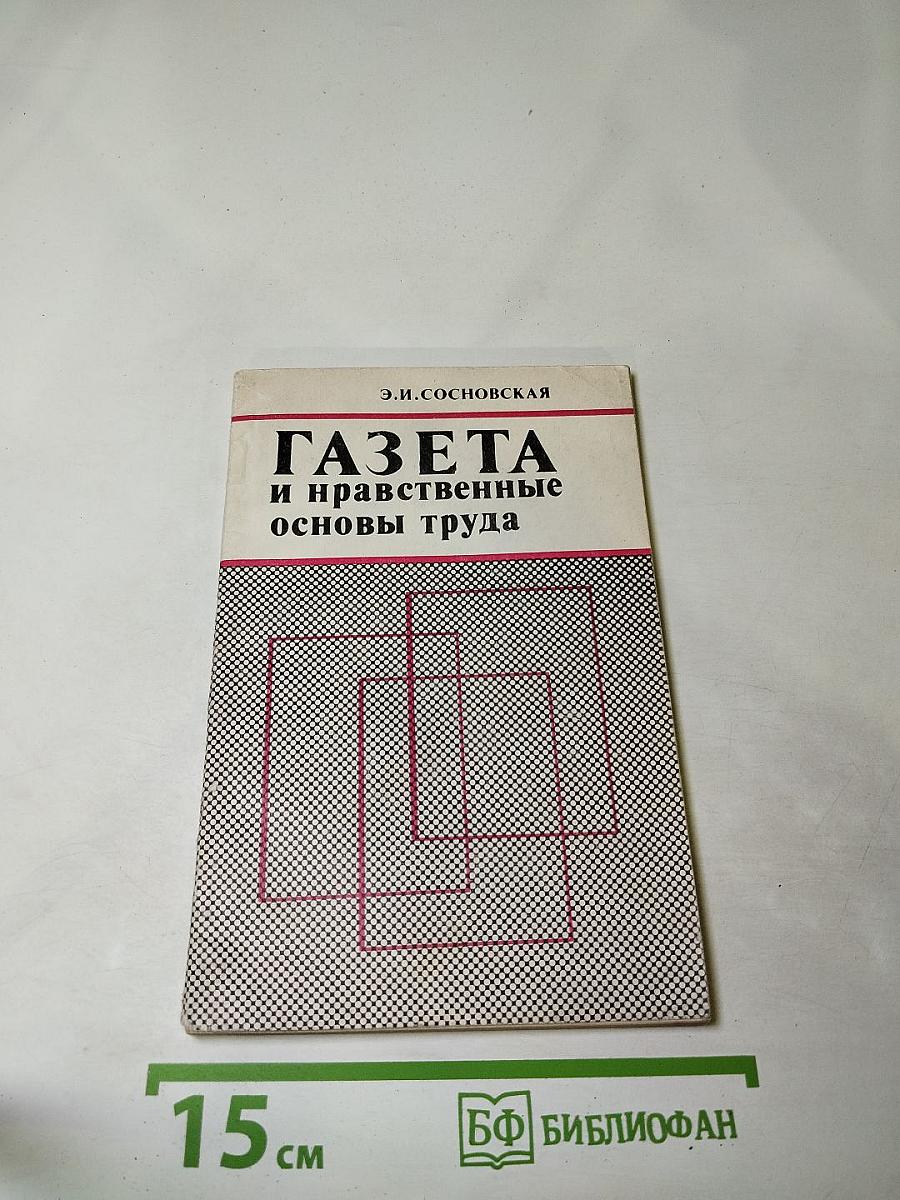 Э.И.СОСНОВСКАЯ
ГАЗЕТА
и нравственные
основы труда
15 см
БФ БИБЛИОФАН